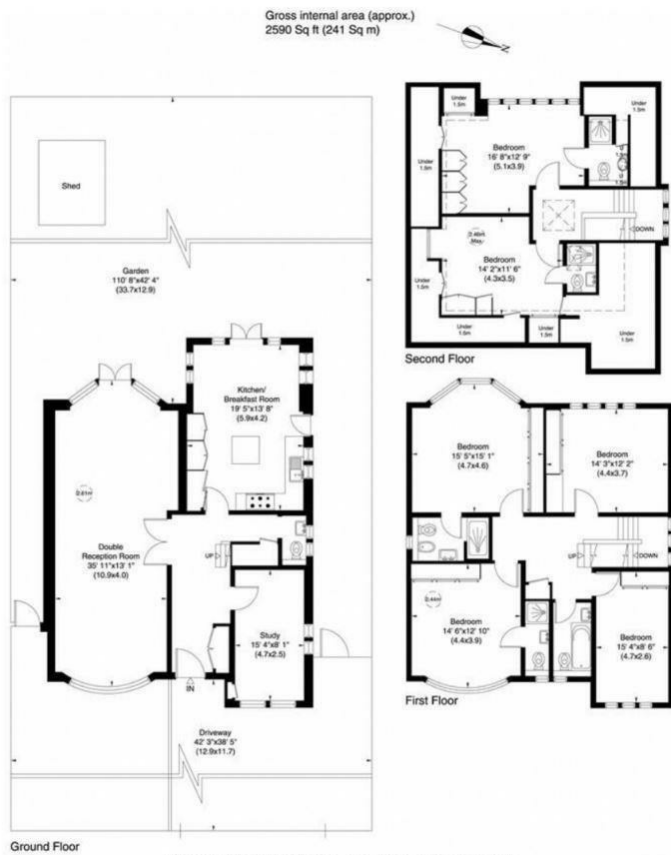 Gross internal area (approx.)
2590 Sq ft (241 Sq m)
N
Shed
Garden
110' 8"x42' 4"
(33.7x12.9)
Kitchen/
Breakfast Room
19' 5"x13' 8"
(5.9x4.2)
2.61m
Double
Reception Room
35' 11"x13' 1"
(10.9x4.0)
UP
Study
15' 4"x8' 1"
(4.7x2.5)
IN
Driveway
42' 3"x38' 5"
(12.9x11.7)
Ground Floor
Under
1.5m
Under
1.5m
Under
1.5m
Bedroom
16' 8"x12' 9"
(5.1x3.9)
DOWN
Bedroom
14' 2"x11' 6"
(4.3x3.5)
Under
1.5m
Under
1.5m
Under
1.5m
Under
1.5m
Second Floor
Bedroom
15' 5"x15' 1"
(4.7x4.6)
Bedroom
14' 3"x12' 2"
(4.4x3.7)
UP
DOWN
2.44m
Bedroom
14' 6"x12' 10"
(4.4x3.9)
Bedroom
15' 4"x8' 6"
(4.7x2.6)
First Floor